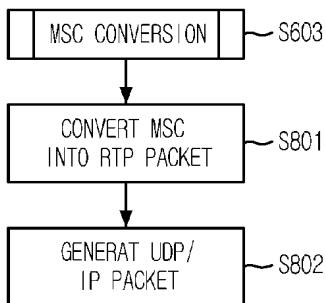 MSC CONVERSION
S603
CONVERT MSC
INTO RTP PACKET
S801
GENERAT UDP/
IP PACKET
S802